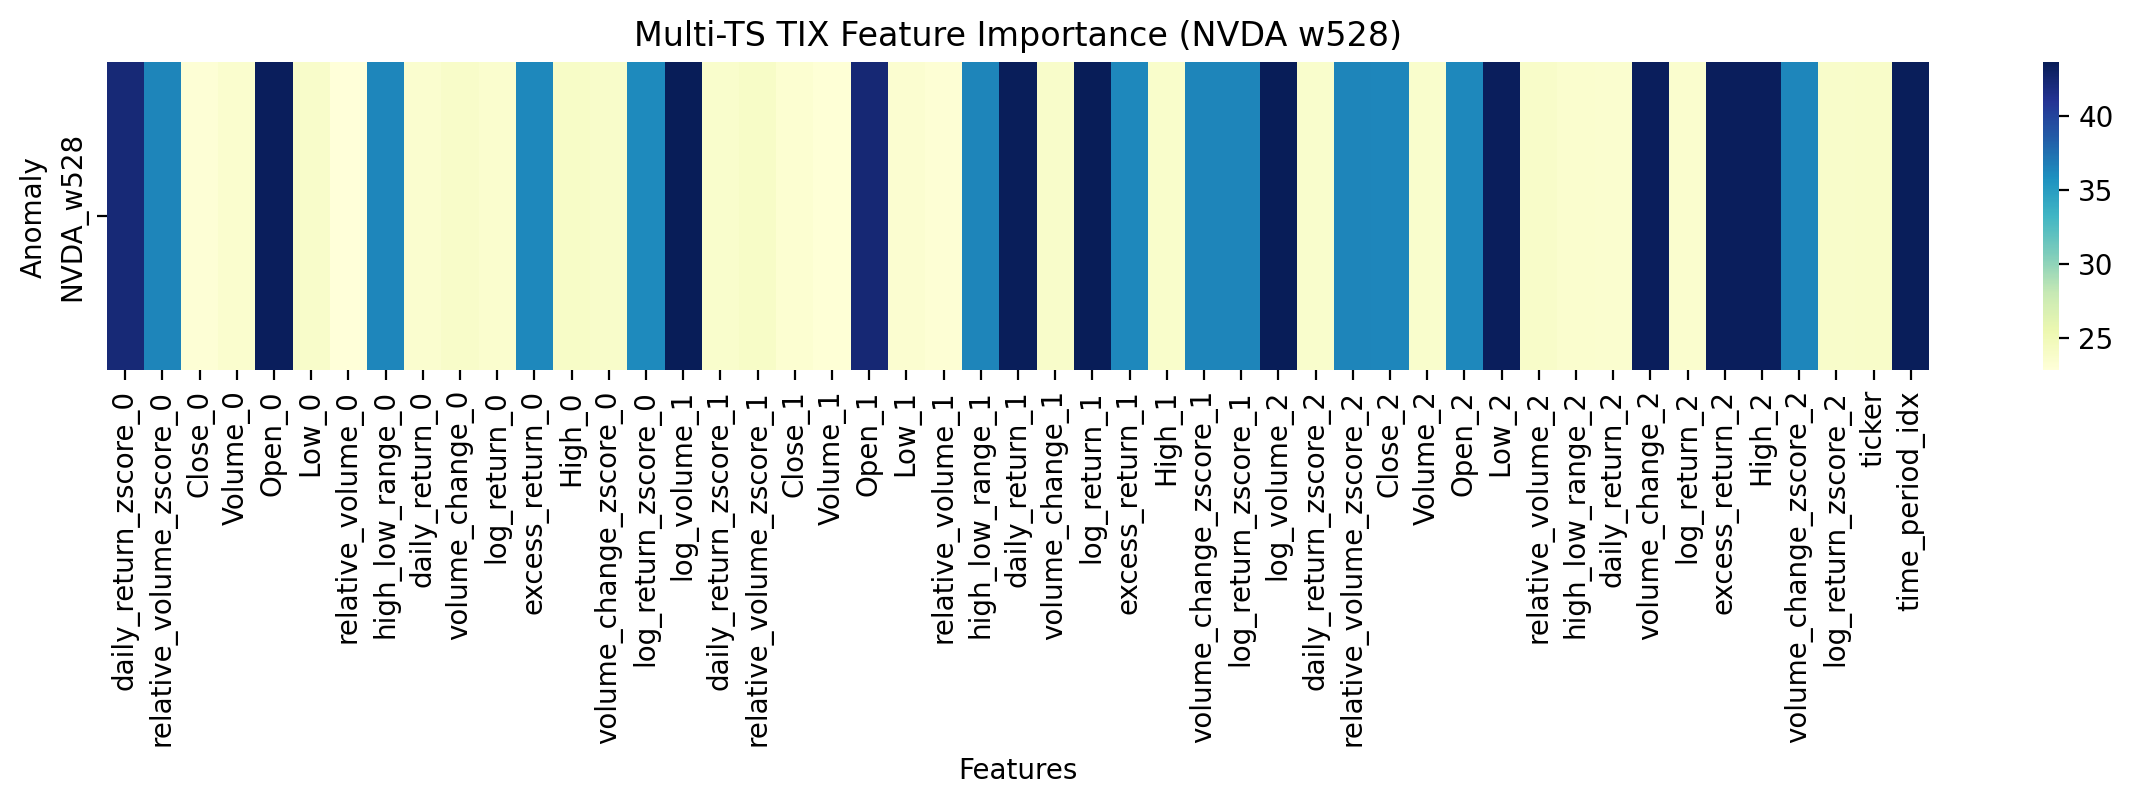 Multi-TS TIX Feature Importance (NVDA w528)
Anomaly
NVDA_w528
40
35
30
25
daily_return_zscore_0
relative_volume_zscore_0
Close_0
Volume_0
Open_0
Low_0
relative_volume_0
high_low_range_0
daily_return_0
volume_change_0
log_return_0
excess_return_0
High_0
volume_change_zscore_0
log_return_zscore_0
log_volume_1
daily_return_zscore_1
relative_volume_zscore_1
Close_1
Volume_1
Open_1
Low_1
relative_volume_1
high_low_range_1
daily_return_1
volume_change_1
log_return_1
excess_return_1
High_1
volume_change_zscore_1
log_return_zscore_1
log_volume_2
daily_return_zscore_2
relative_volume_zscore_2
Close_2
Volume_2
Open_2
Low_2
relative_volume_2
high_low_range_2
daily_return_2
volume_change_2
log_return_2
excess_return_2
High_2
volume_change_zscore_2
log_return_zscore_2
ticker
time_period_idx
Features